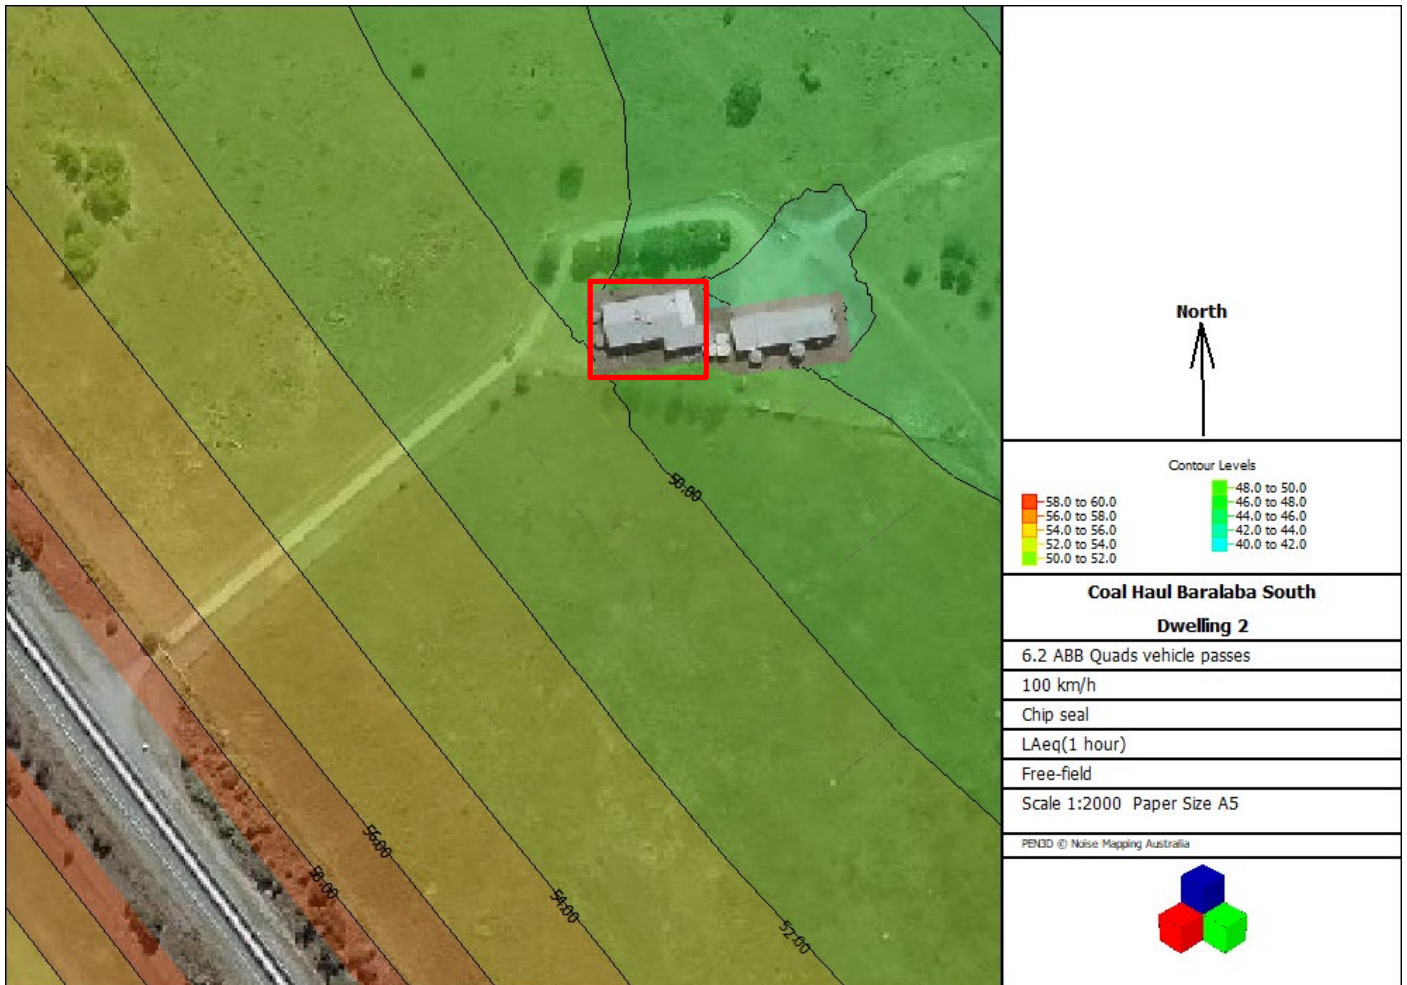 North
Contour Levels
58.0 to 60.0
56.0 to 58.0
54.0 to 56.0
52.0 to 54.0
50.0 to 52.0
48.0 to 50.0
46.0 to 48.0
44.0 to 46.0
42.0 to 44.0
40.0 to 42.0
Coal Haul Baralaba South
Dwelling 2
6.2 ABB Quads vehicle passes
100 km/h
Chip seal
LAeq(1 hour)
Free-field
Scale 1:2000 Paper Size A5
PEN3D © Noise Mapping Australia
50.00
56.00
58.00
54.00
52.00